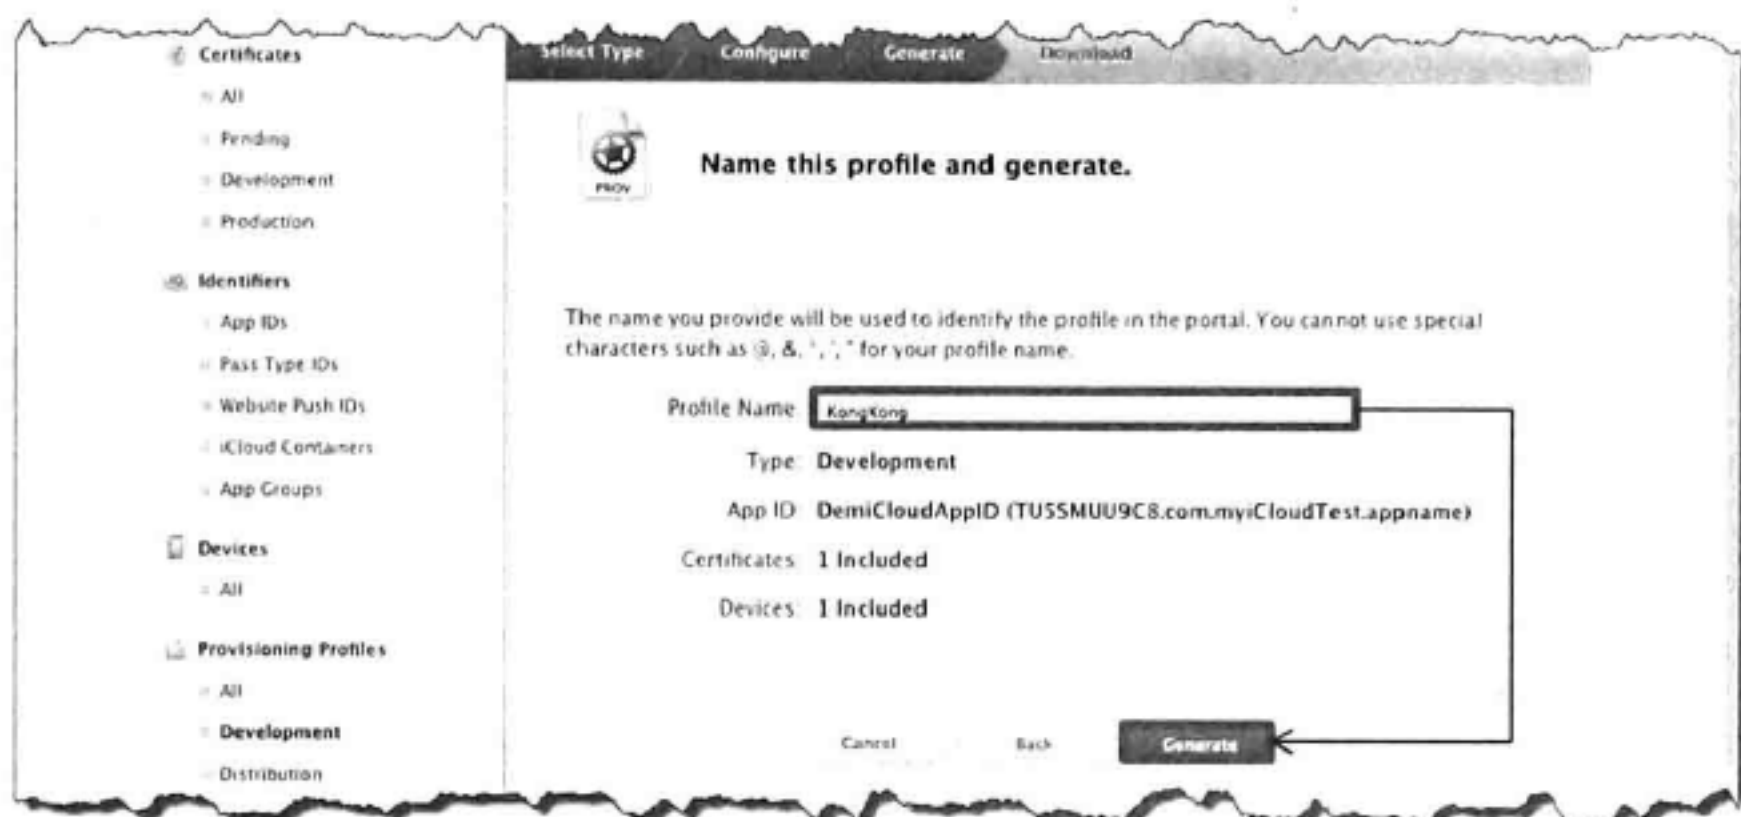 Certificates
All
Pending
Development
Production
Identifiers
App IDs
Pass Type IDs
Website Push IDs
iCloud Containers
App Groups
Devices
All
Provisioning Profiles
All
Development
Distribution
Select Type Configure Generate Download
PROV
Name this profile and generate.
The name you provide will be used to identify the profile in the portal. You cannot use special
characters such as @, &, *, ', " for your profile name.
Profile Name: KongKong
Type: Development
App ID: DemiCloudAppID (TUSSMUU9C8.com.myiCloudTest.appname)
Certificates: 1 Included
Devices: 1 Included
Cancel Back Generate